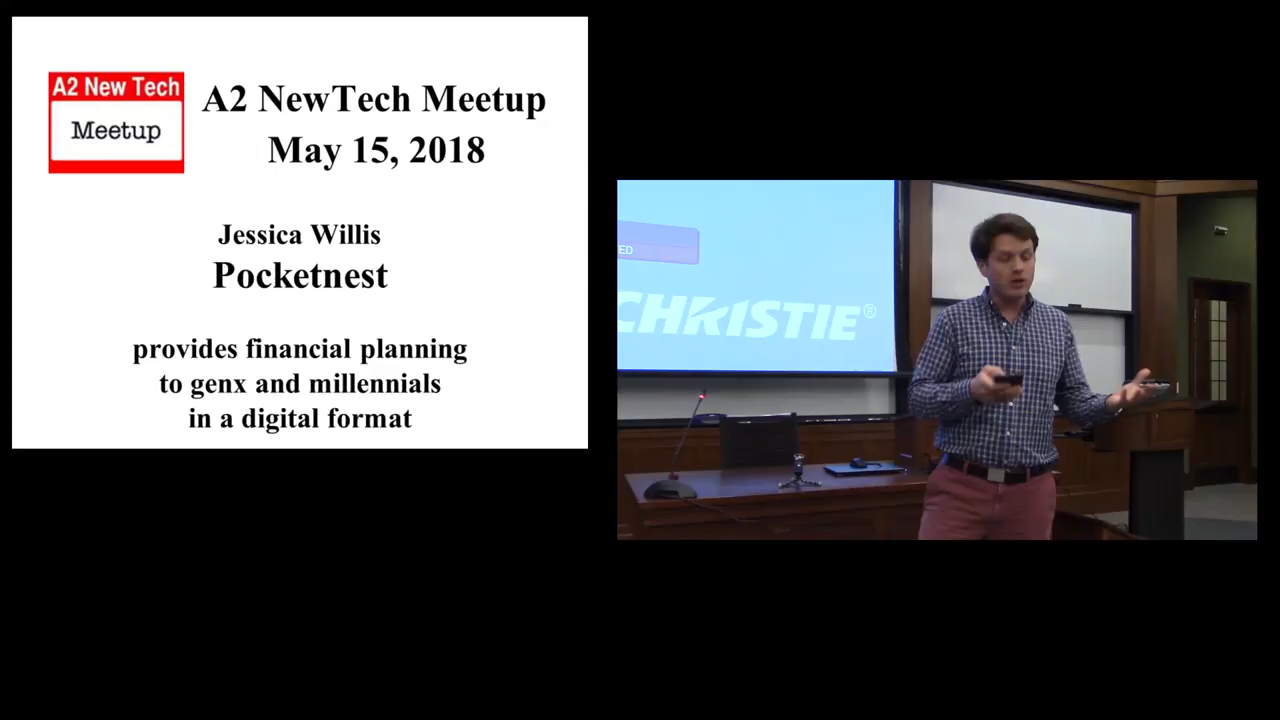 A2 New Tech
Meetup
A2 NewTech Meetup
May 15, 2018
Jessica Willis
Pocketnest
provides financial planning
to genx and millennials
in a digital format
ED
CHRISTIE®